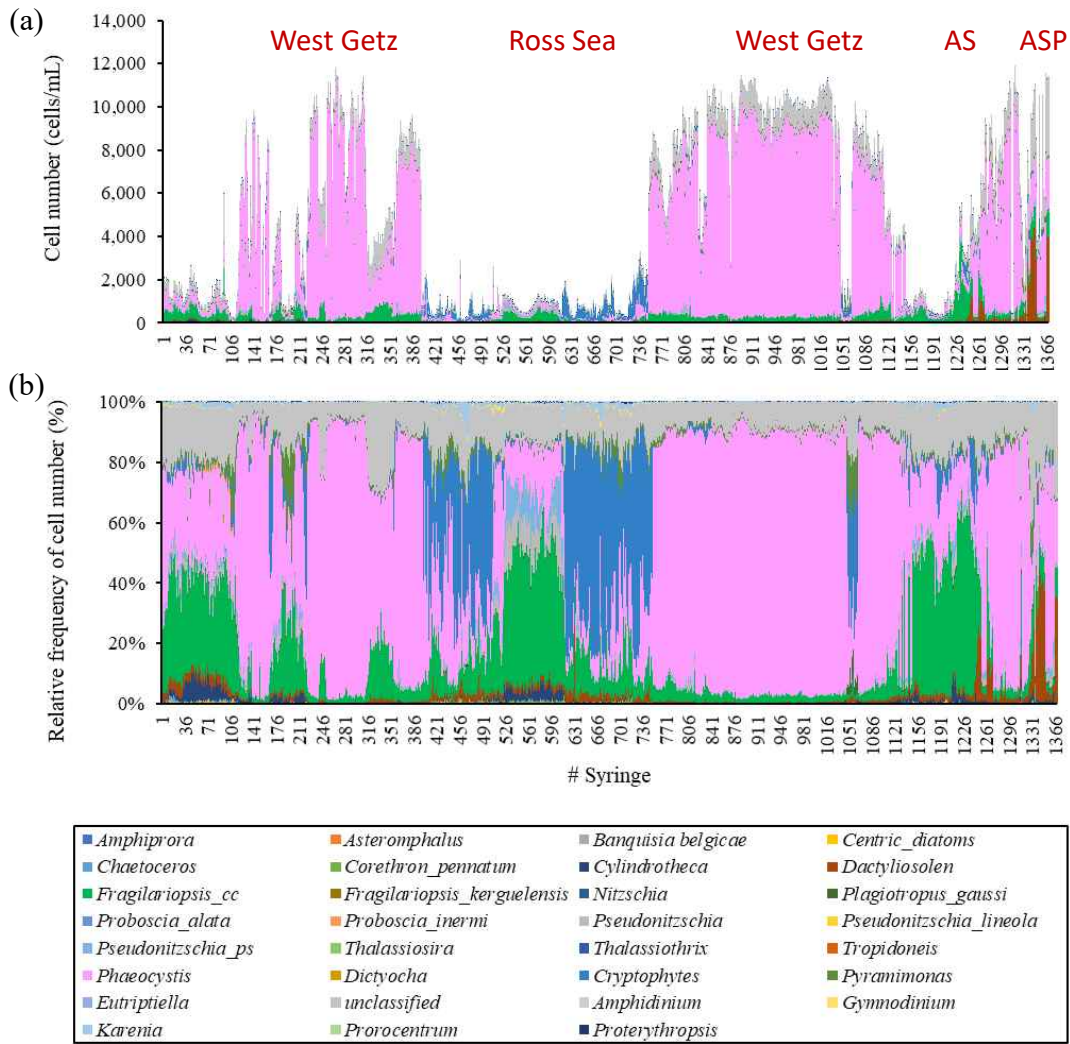 (a)
14,000
12,000
10,000
8,000
6,000
4,000
2,000
0
Cell number (cells/mL)
West Getz Ross Sea West Getz AS ASP
1 36 71 106 141 176 211 246 281 316 351 386 421 456 491 526 561 596 631 666 701 736 771 806 841 876 911 946 981 1016 1051 1086 1121 1156 1191 1226 1261 1296 1331 1366
(b)
100%
80%
60%
40%
20%
0%
Relative frequency of cell number (%)
1 36 71 106 141 176 211 246 281 316 351 386 421 456 491 526 561 596 631 666 701 736 771 806 841 876 911 946 981 1016 1051 1086 1121 1156 1191 1226 1261 1296 1331 1366
# Syringe
Amphiprora Asteromphalus Banquisia belgicae Centric_diatoms
Chaetoceros Corethron_pennatum Cylindrotheca Dactyliosolen
Fragilariopsis_cc Fragilariopsis_kerguelensis Nitzschia Plagiotropus_gaussi
Proboscia_alata Proboscia_inermi Pseudonitzschia Pseudonitzschia_lineola
Pseudonitzschia_ps Thalassiosira Thalassiothrix Tropidoneis
Phaeocystis Dictyocha Cryptophytes Pyramimonas
Eutriptiella unclassified Amphidinium Gymnodinium
Karenia Prorocentrum Proterythropsis